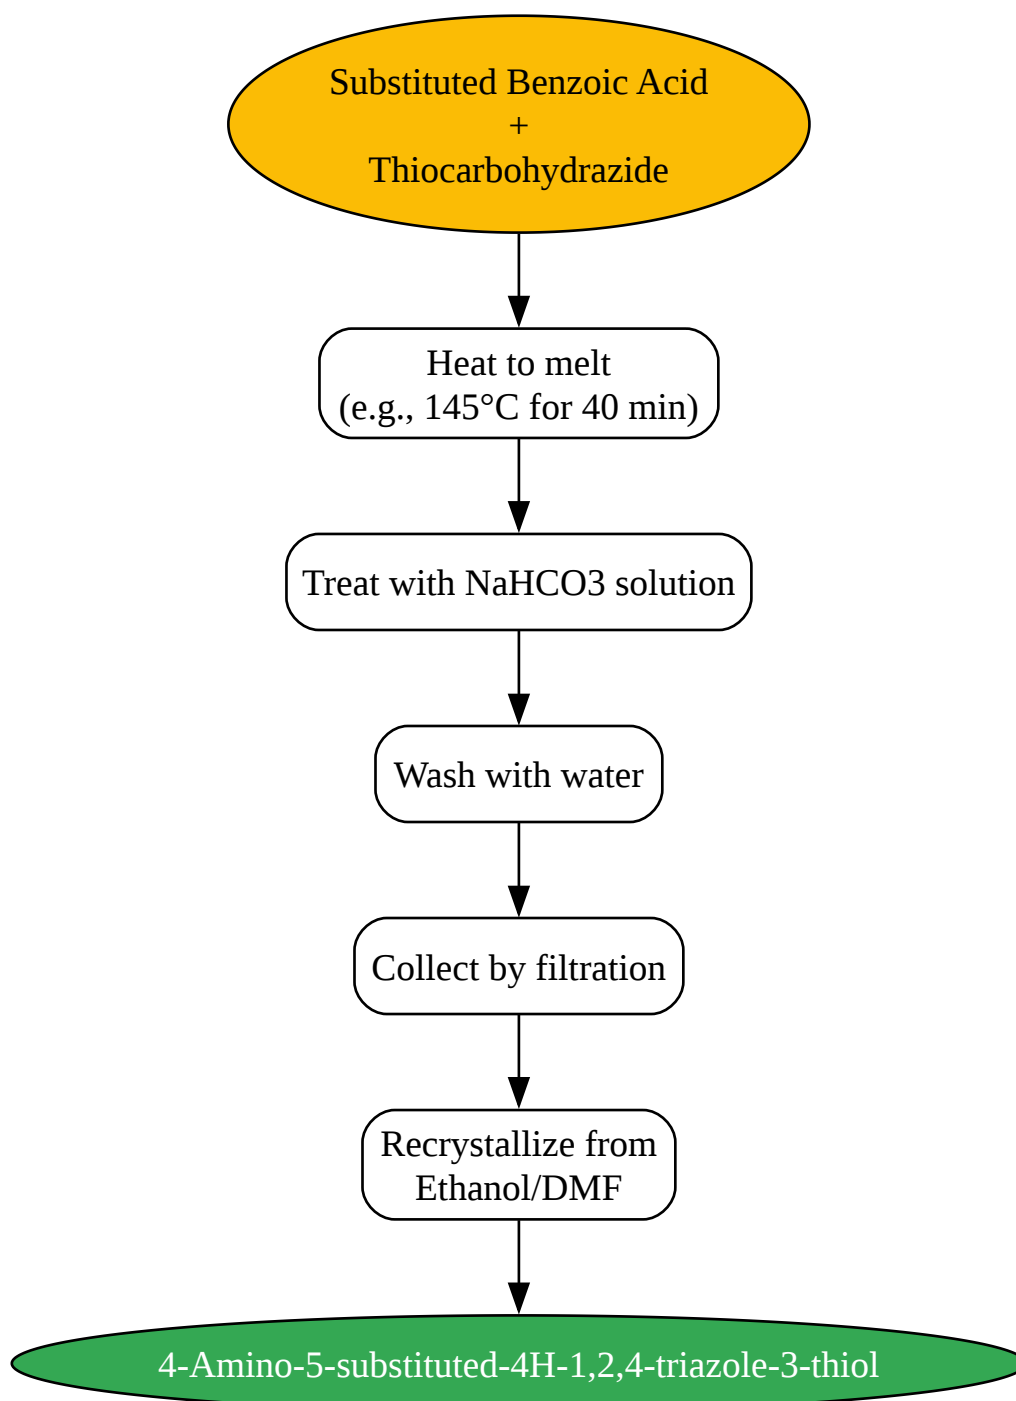 Substituted Benzoic Acid
+
Thiocarbohydrazide
Heat to melt
(e.g., 145°C for 40 min)
Treat with NaHCO3 solution
Wash with water
Collect by filtration
Recrystallize from
Ethanol/DMF
4-Amino-5-substituted-4H-1,2,4-triazole-3-thiol